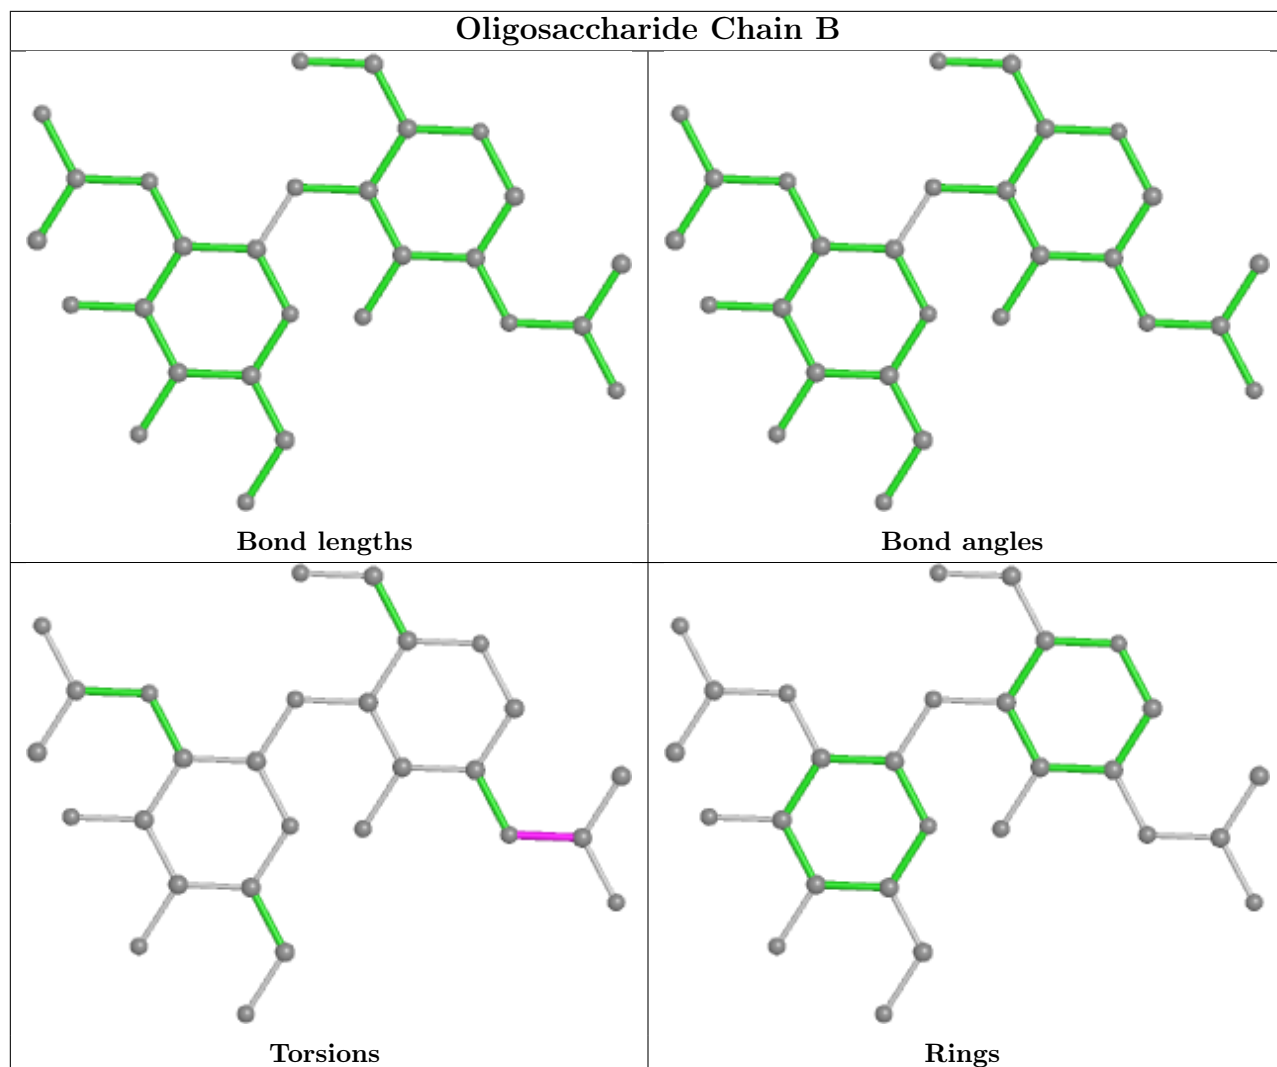 Oligosaccharide Chain B
Bond lengths
Bond angles
Torsions
Rings